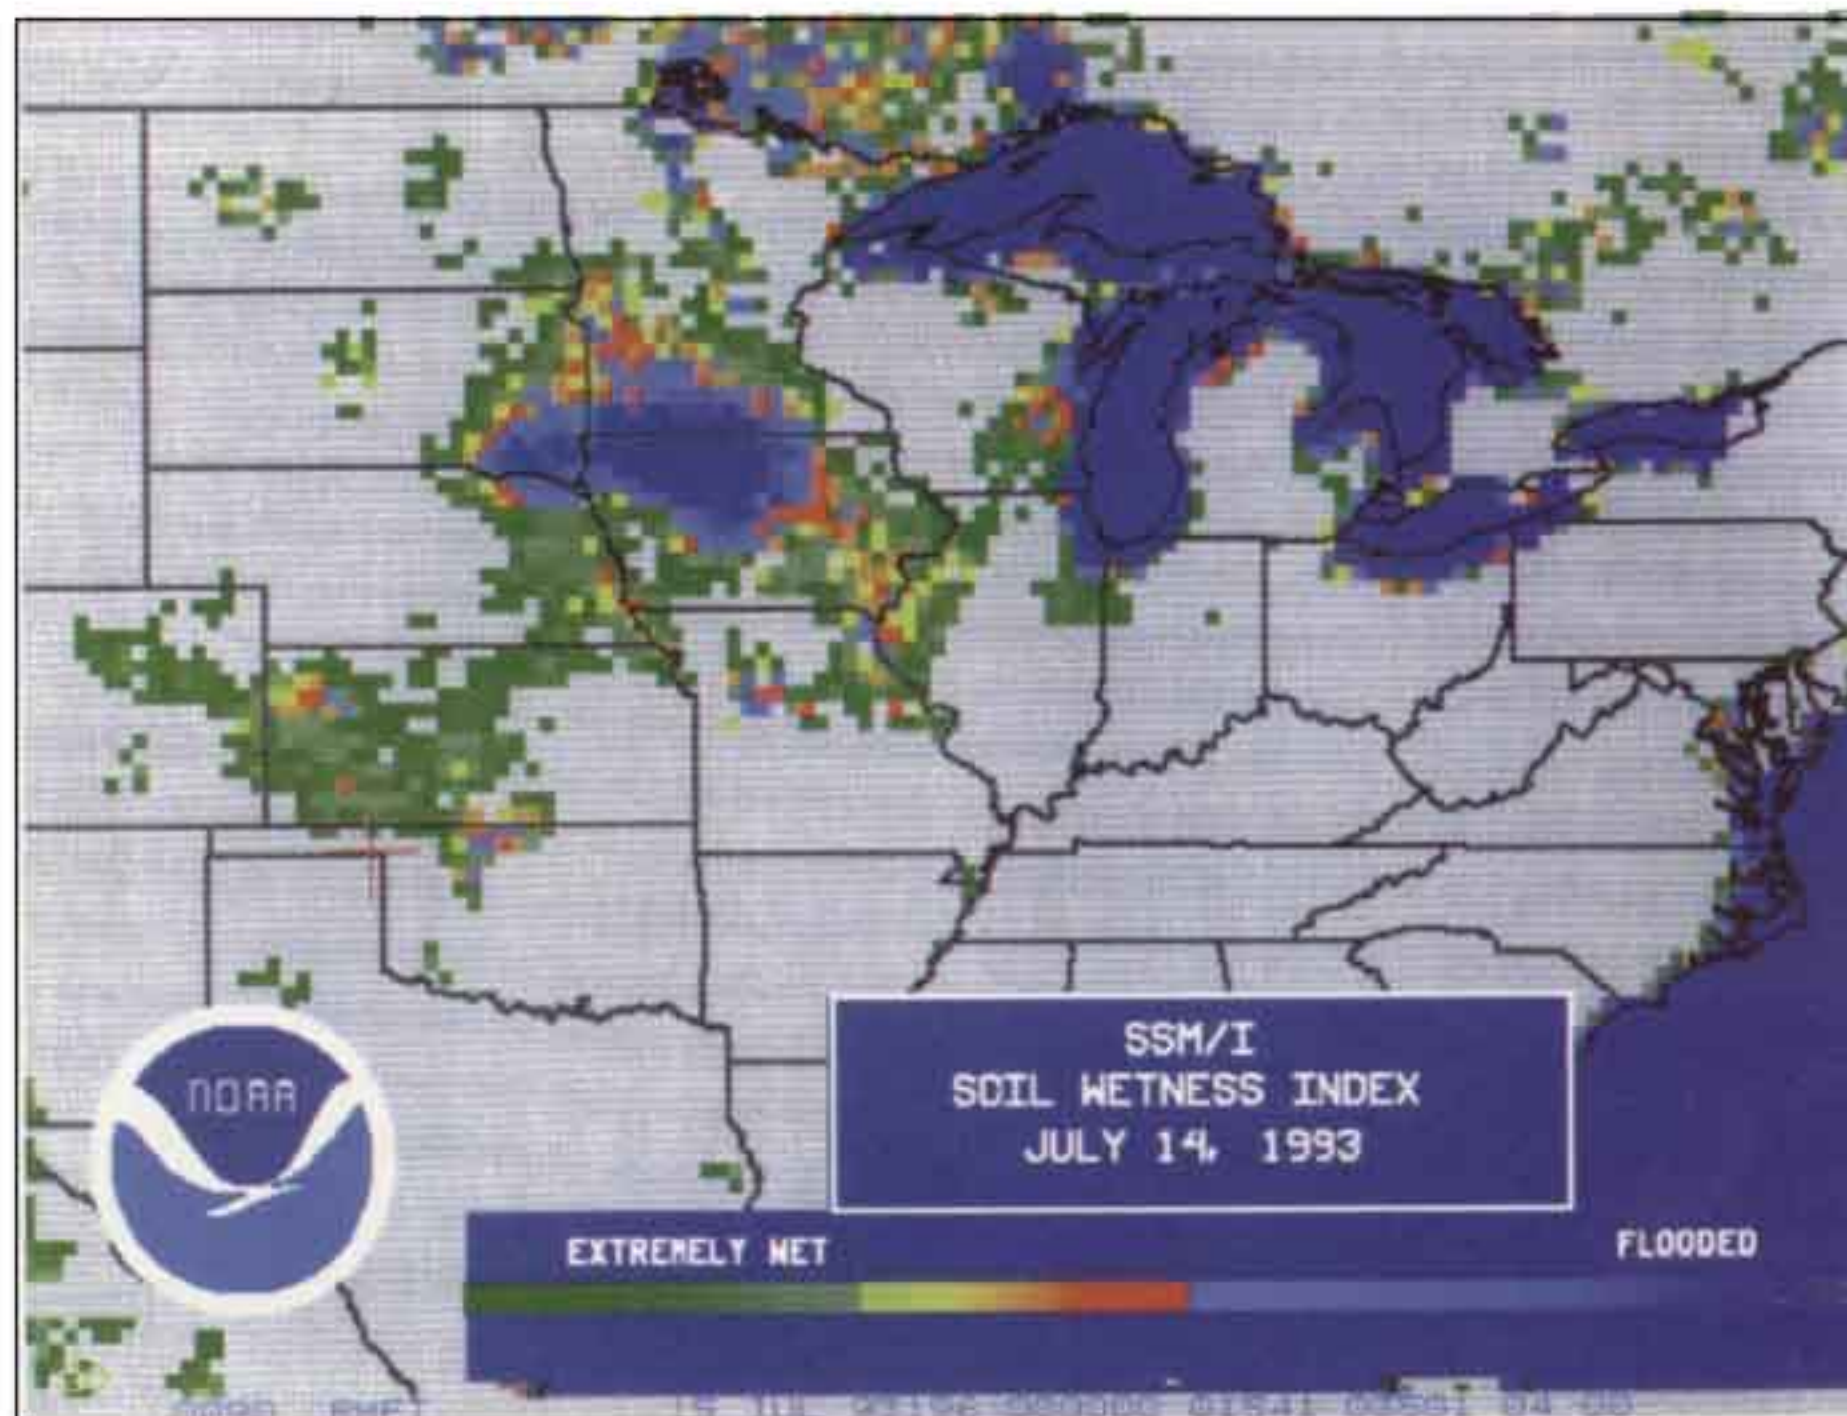 NOAA
SSM/I
SOIL WETNESS INDEX
JULY 14, 1993
EXTREMELY WET
FLOODED